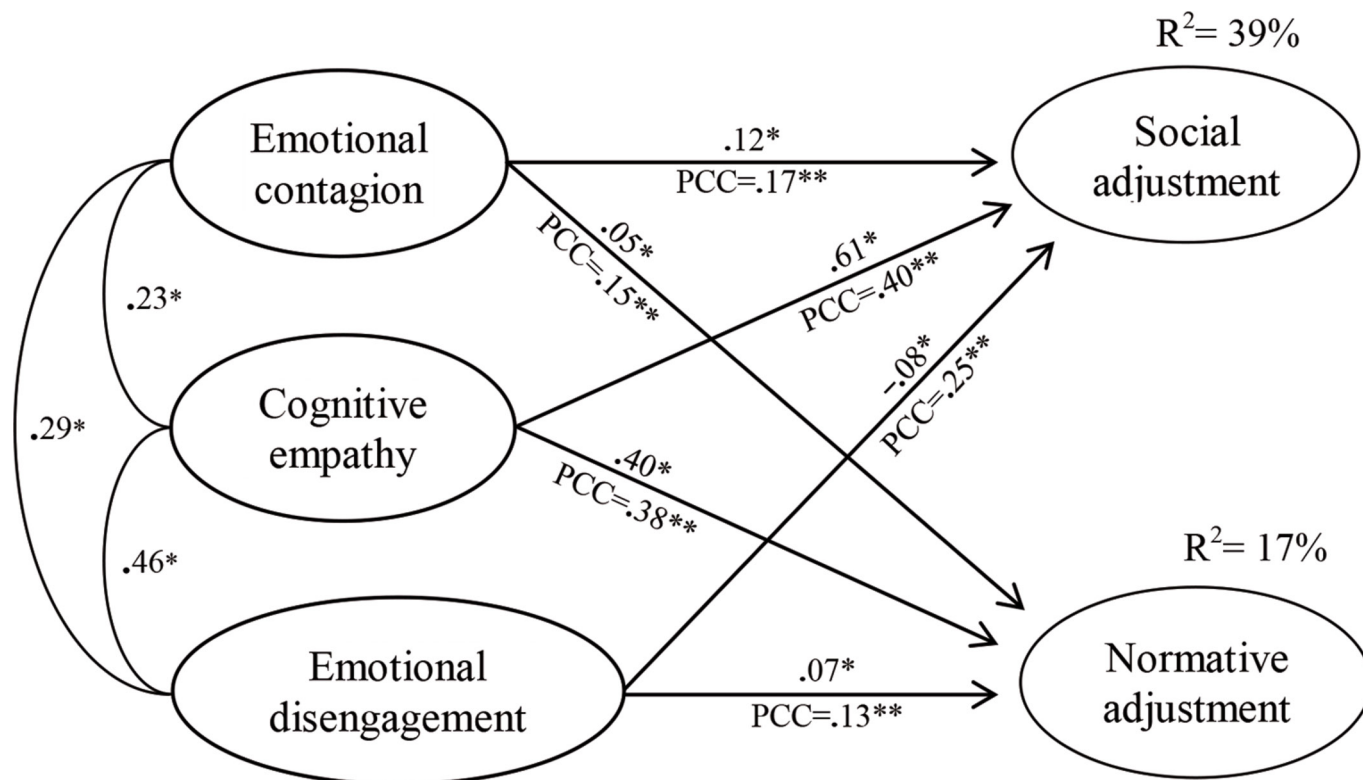 R²= 39%
Emotional
contagion
Social
adjustment
.12*
PCC=.17**
.05*
PCC=.15**
.61*
PCC=.40**
.23*
-.08*
PCC=.25**
Cognitive
empathy
.29*
.40*
PCC=.38**
.46*
R²= 17%
Emotional
disengagement
.07*
PCC=.13**
Normative
adjustment